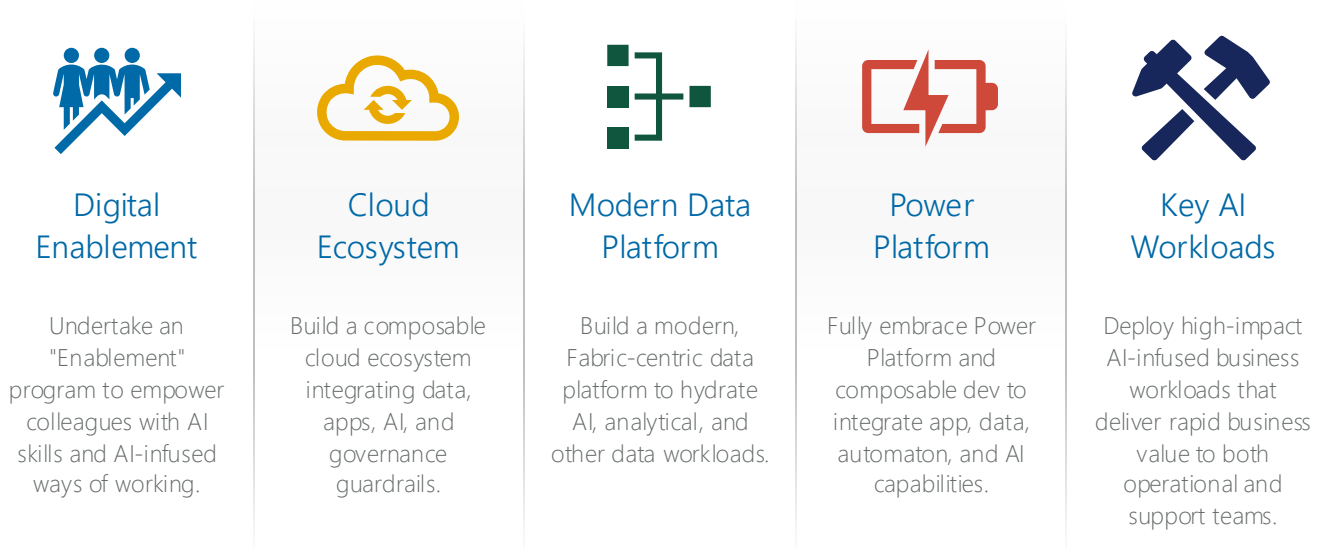 Digital
Enablement
Undertake an
"Enablement"
program to empower
colleagues with AI
skills and AI-infused
ways of working.
Cloud
Ecosystem
Build a composable
cloud ecosystem
integrating data,
apps, AI, and
governance
guardrails.
Modern Data
Platform
Build a modern,
Fabric-centric data
platform to hydrate
AI, analytical, and
other data workloads.
Power
Platform
Fully embrace Power
Platform and
composable dev to
integrate app, data,
automaton, and AI
capabilities.
Key AI
Workloads
Deploy high-impact
AI-infused business
workloads that
deliver rapid business
value to both
operational and
support teams.